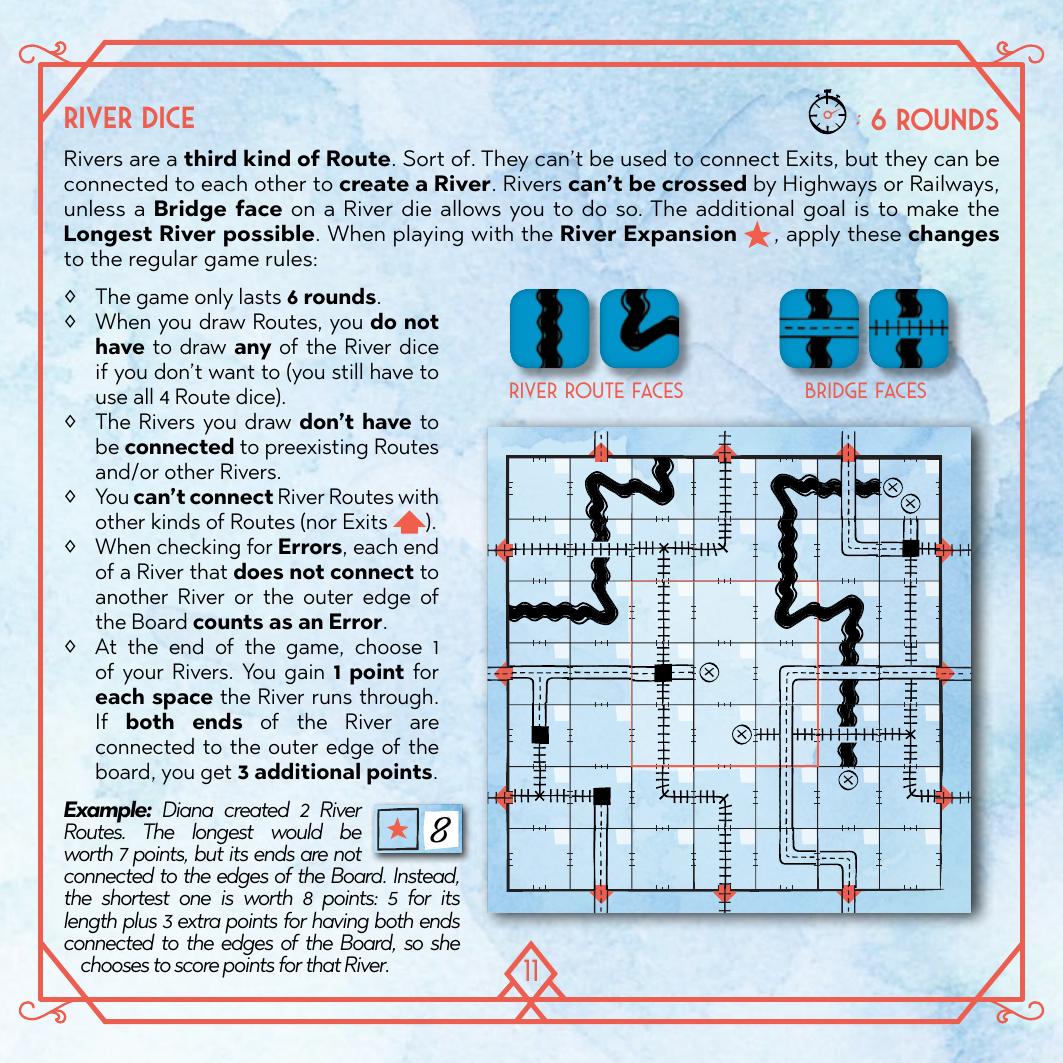 RIVER DICE
: 6 ROUNDS
Rivers are a third kind of Route. Sort of. They can't be used to connect Exits, but they can be
connected to each other to create a River. Rivers can't be crossed by Highways or Railways,
unless a Bridge face on a River die allows you to do so. The additional goal is to make the
Longest River possible. When playing with the River Expansion ★, apply these changes
to the regular game rules:
◊ The game only lasts 6 rounds.
◊ When you draw Routes, you do not
have to draw any of the River dice
if you don't want to (you still have to
use all 4 Route dice).
◊ The Rivers you draw don't have to
be connected to preexisting Routes
and/or other Rivers.
◊ You can't connect River Routes with
other kinds of Routes (nor Exits ).
◊ When checking for Errors, each end
of a River that does not connect to
another River or the outer edge of
the Board counts as an Error.
◊ At the end of the game, choose 1
of your Rivers. You gain 1 point for
each space the River runs through.
If both ends of the River are
connected to the outer edge of the
board, you get 3 additional points.
RIVER ROUTE FACES
BRIDGE FACES
Example: Diana created 2 River
Routes. The longest would be
worth 7 points, but its ends are not
connected to the edges of the Board. Instead,
the shortest one is worth 8 points: 5 for its
length plus 3 extra points for having both ends
connected to the edges of the Board, so she
chooses to score points for that River.
★ 8
11